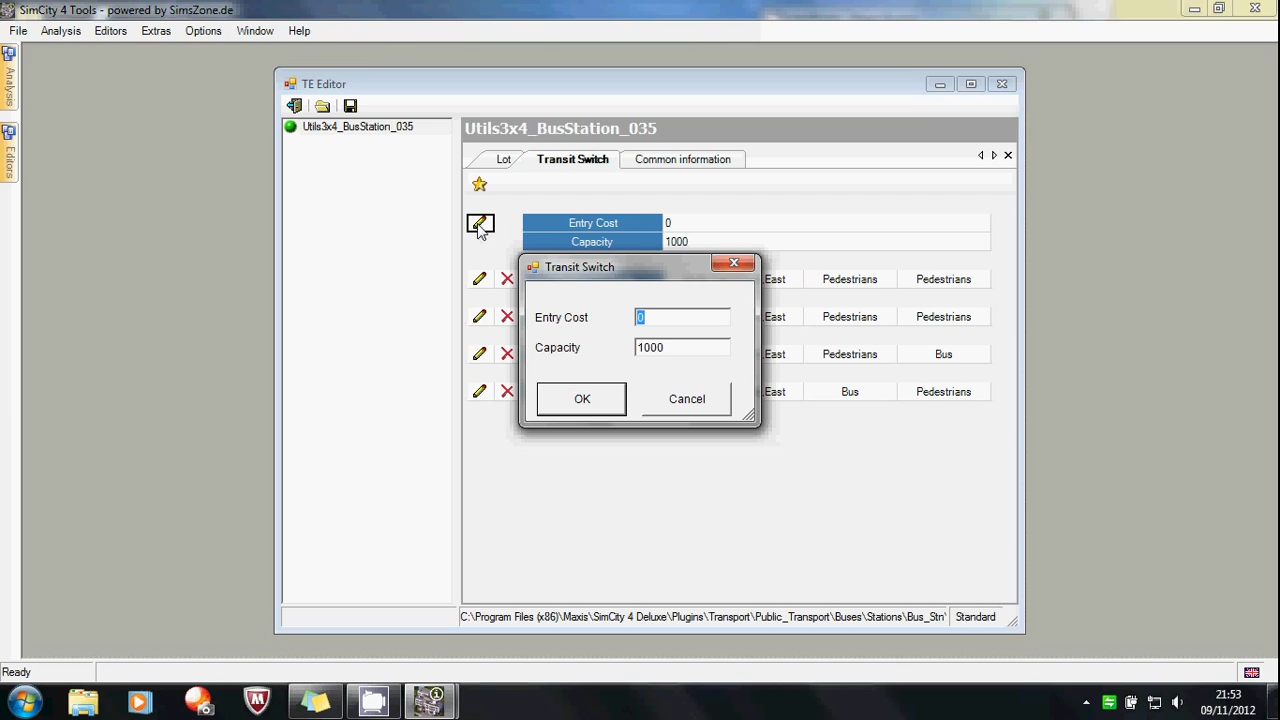 SimCity 4 Tools - powered by SimsZone.de
File Analysis Editors Extras Options Window Help
Analysis
Editors
TE Editor
Utils3x4_BusStation_035
Utils3x4_BusStation_035
Lot Transit Switch Common information
Entry Cost 0
Capacity 1000
East Pedestrians Pedestrians
East Pedestrians Pedestrians
East Pedestrians Bus
East Bus Pedestrians
Transit Switch
Entry Cost 0
Capacity 1000
OK Cancel
C:\Program Files (x86)\Maxis\SimCity 4 Deluxe\Plugins\Transport\Public_Transport\Buses\Stations\Bus_Stn\ Standard
Ready
21:53
09/11/2012